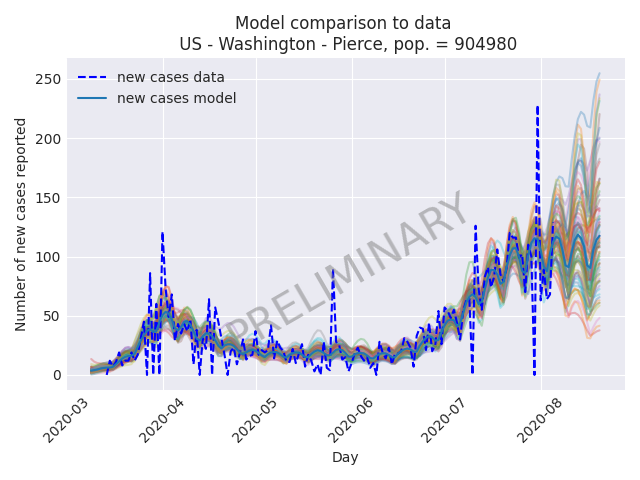 Model comparison to data
US - Washington - Pierce, pop. = 904980
new cases data
new cases model
Number of new cases reported
250
200
150
100
50
0
PRELIMINARY
2020-03
2020-04
2020-05
2020-06
2020-07
2020-08
Day